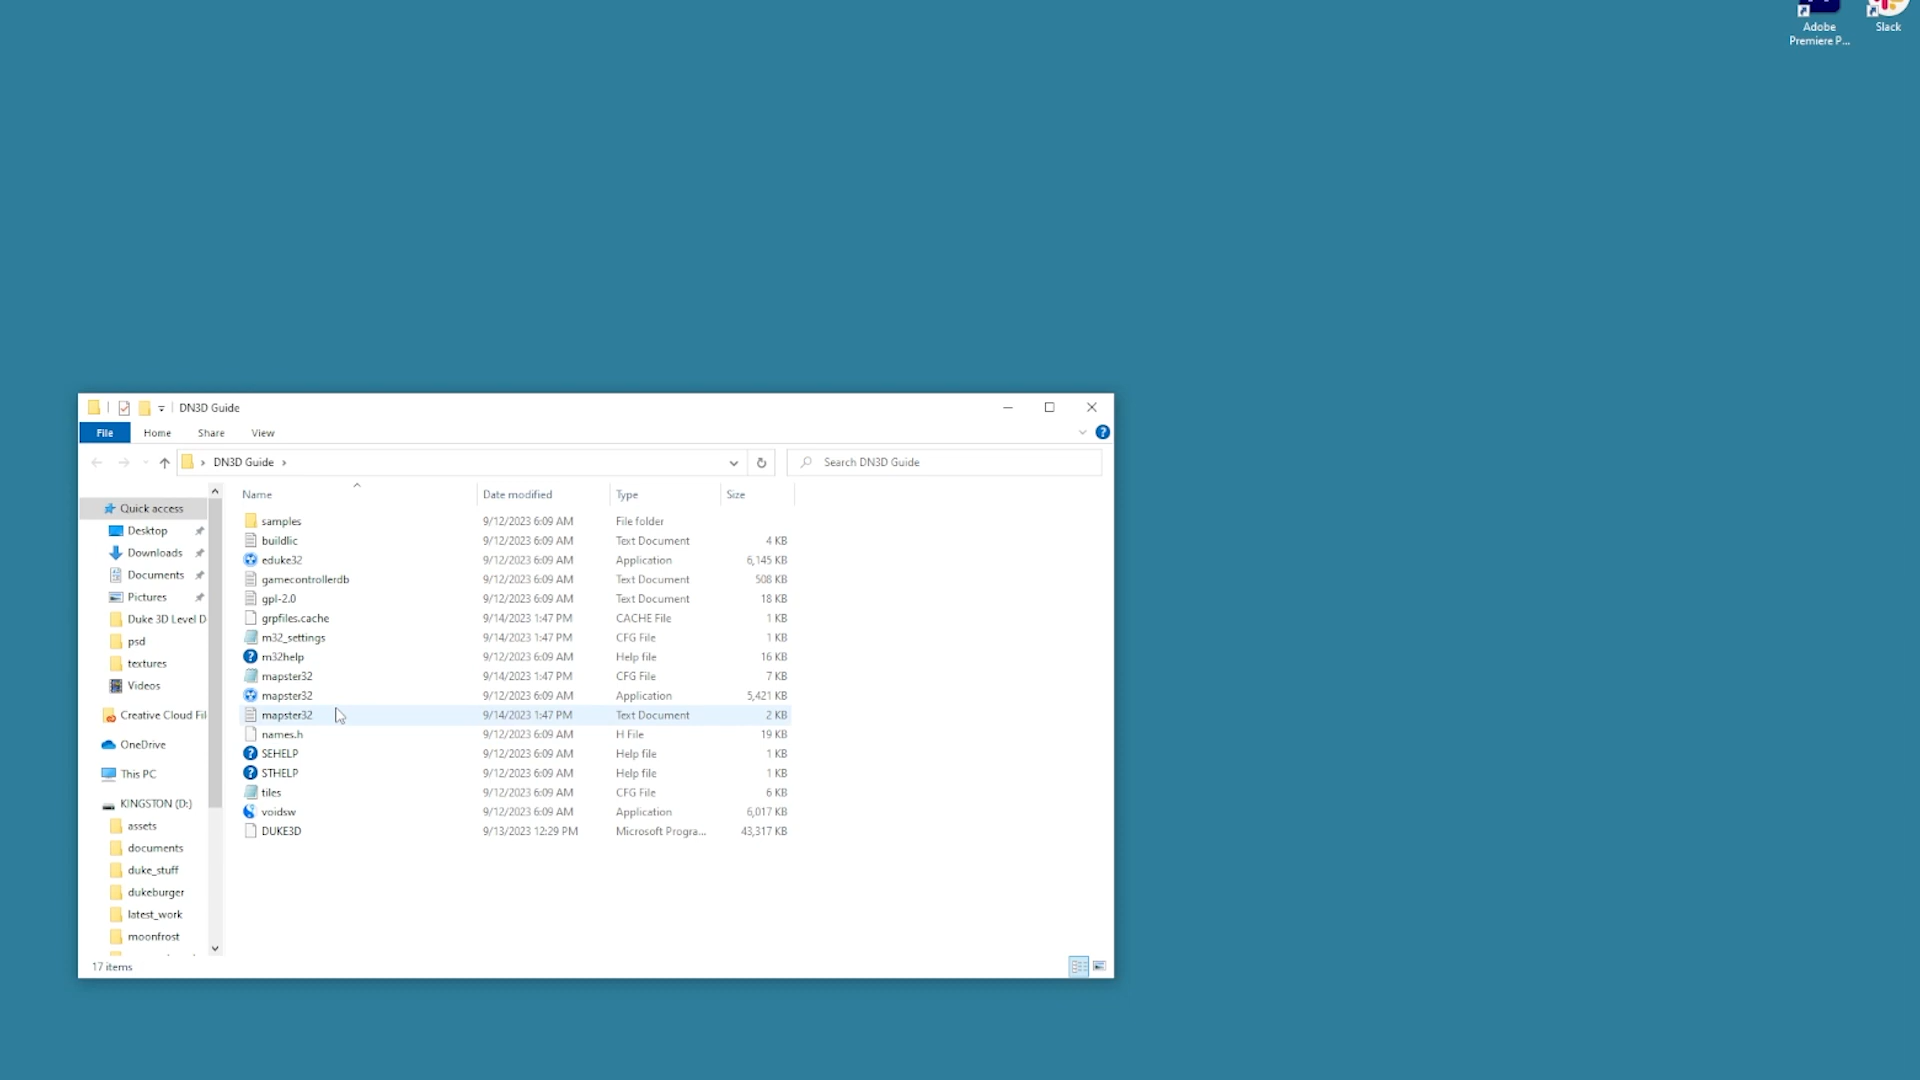 Adobe
Premiere P...
Slack
DN3D Guide
File Home Share View
DN3D Guide
Search DN3D Guide
Name Date modified Type Size
Quick access
Desktop
Downloads
Documents
Pictures
Duke 3D Level D
psd
textures
Videos
Creative Cloud Fil
OneDrive
This PC
KINGSTON (D:)
assets
documents
duke_stuff
dukeburger
latest_work
moonfrost
samples 9/12/2023 6:09 AM File folder
buildlic 9/12/2023 6:09 AM Text Document 4 KB
eduke32 9/12/2023 6:09 AM Application 6,145 KB
gamecontrollerdb 9/12/2023 6:09 AM Text Document 508 KB
gpl-2.0 9/12/2023 6:09 AM Text Document 18 KB
grpfiles.cache 9/14/2023 1:47 PM CACHE File 1 KB
m32_settings 9/14/2023 1:47 PM CFG File 1 KB
m32help 9/12/2023 6:09 AM Help file 16 KB
mapster32 9/14/2023 1:47 PM CFG File 7 KB
mapster32 9/12/2023 6:09 AM Application 5,421 KB
mapster32 9/14/2023 1:47 PM Text Document 2 KB
names.h 9/12/2023 6:09 AM H File 19 KB
SEHELP 9/12/2023 6:09 AM Help file 1 KB
STHELP 9/12/2023 6:09 AM Help file 1 KB
tiles 9/12/2023 6:09 AM CFG File 6 KB
voidsw 9/12/2023 6:09 AM Application 6,017 KB
DUKE3D 9/13/2023 12:29 PM Microsoft Progra... 43,317 KB
17 items